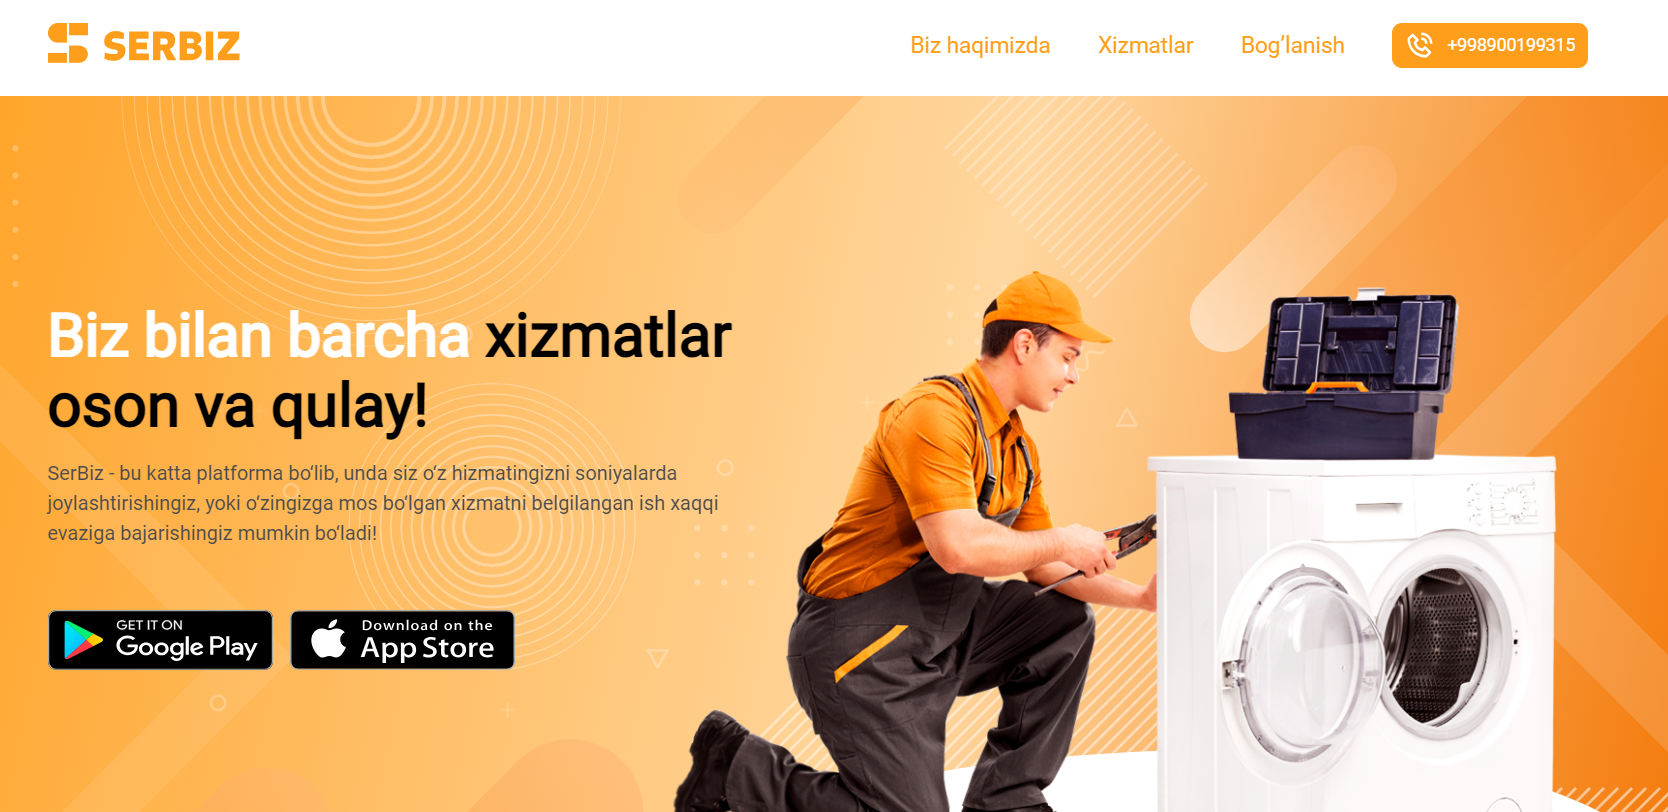 SERBIZ
Biz haqimizda
Xizmatlar
Bog‘lanish
+998900199315
Biz bilan barcha xizmatlar
oson va qulay!
SerBiz - bu katta platforma bo‘lib, unda siz o‘z hizmatingizni soniyalarda
joylashtirishingiz, yoki o‘zingizga mos bo‘lgan xizmatni belgilangan ish xaqqi
evaziga bajarishingiz mumkin bo‘ladi!
GET IT ON
Google Play
Download on the
App Store